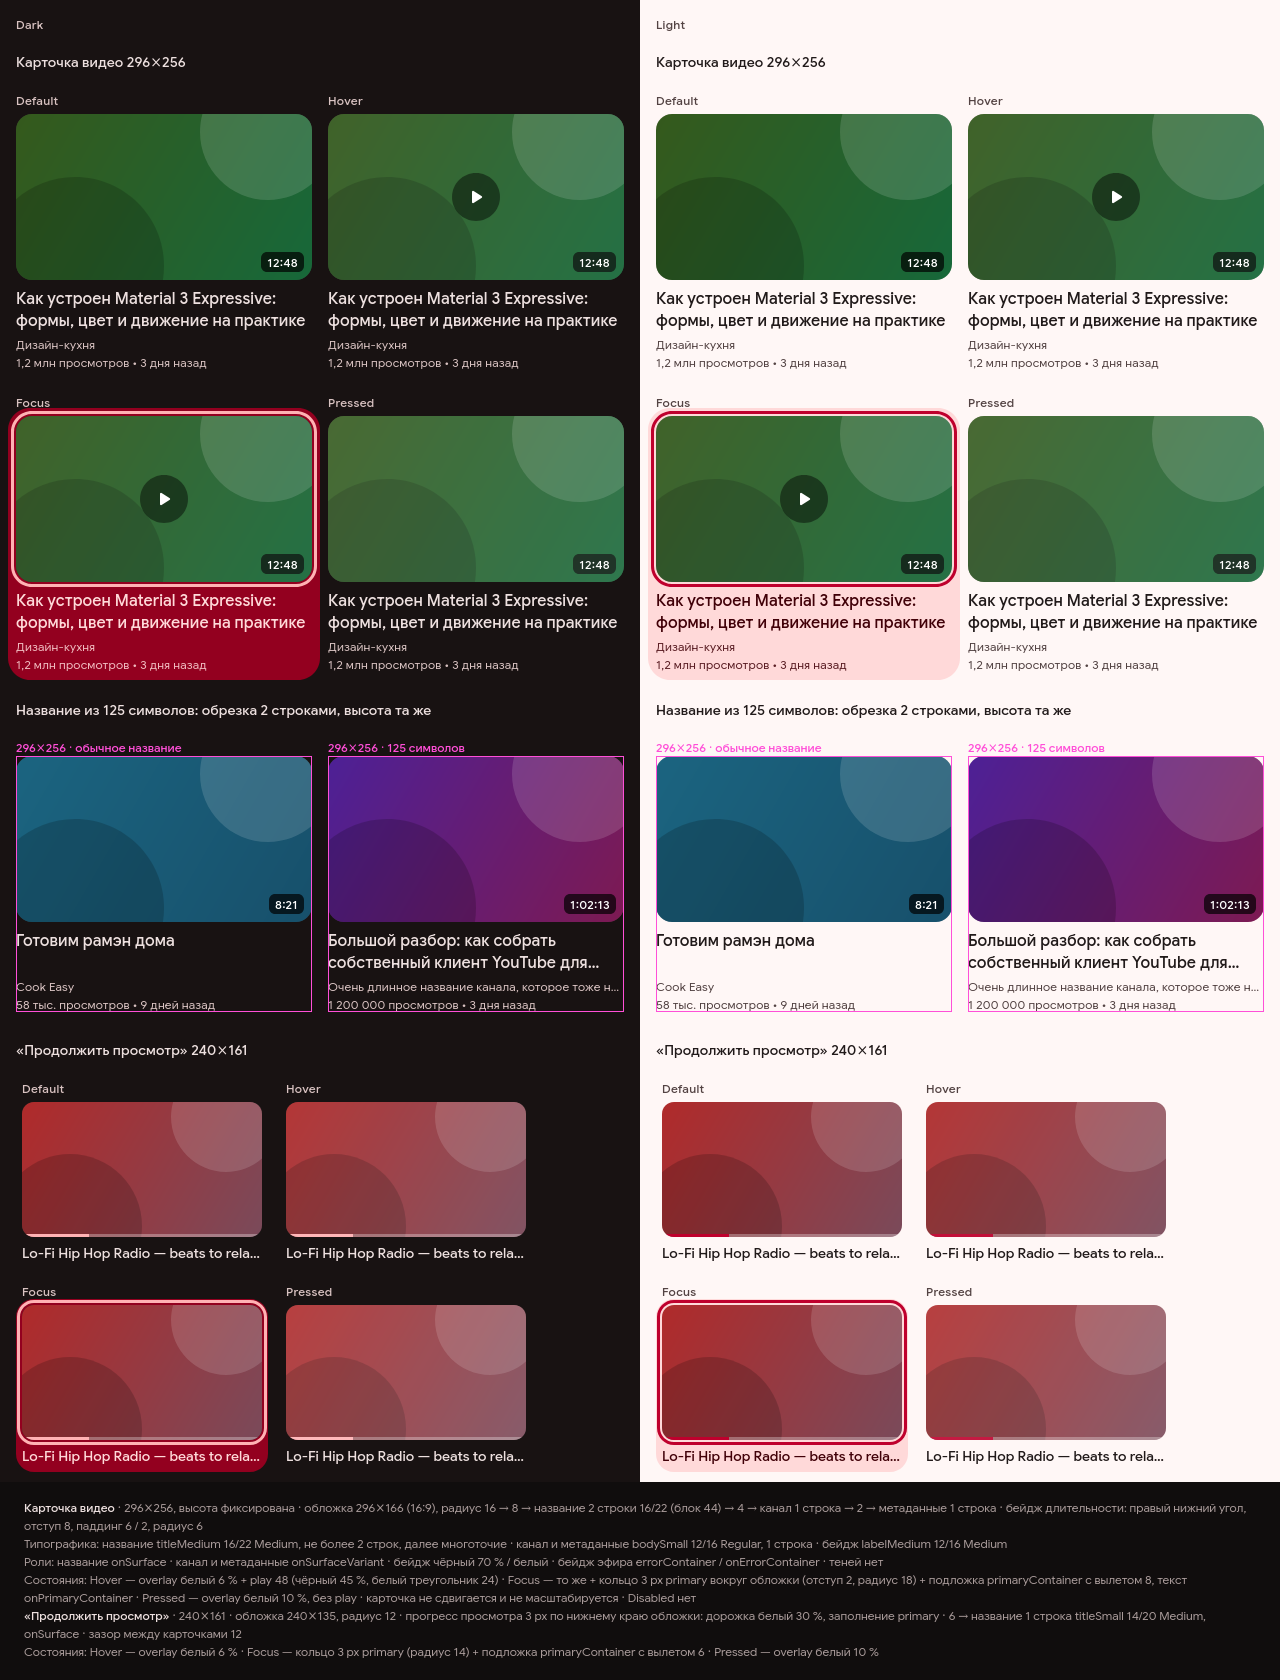 Dark
Карточка видео 296×256
Default
Hover
12:48
12:48
Как устроен Material 3 Expressive:
формы, цвет и движение на практике
Дизайн-кухня
1,2 млн просмотров • 3 дня назад
Как устроен Material 3 Expressive:
формы, цвет и движение на практике
Дизайн-кухня
1,2 млн просмотров • 3 дня назад
Focus
Pressed
12:48
12:48
Как устроен Material 3 Expressive:
формы, цвет и движение на практике
Дизайн-кухня
1,2 млн просмотров • 3 дня назад
Как устроен Material 3 Expressive:
формы, цвет и движение на практике
Дизайн-кухня
1,2 млн просмотров • 3 дня назад
Название из 125 символов: обрезка 2 строками, высота та же
296×256 · обычное название
296×256 · 125 символов
8:21
1:02:13
Готовим рамэн дома
Cook Easy
58 тыс. просмотров • 9 дней назад
Большой разбор: как собрать
собственный клиент YouTube для...
Очень длинное название канала, которое тоже н...
1 200 000 просмотров • 3 дня назад
«Продолжить просмотр» 240×161
Default
Hover
Lo-Fi Hip Hop Radio — beats to rela...
Lo-Fi Hip Hop Radio — beats to rela...
Focus
Pressed
Lo-Fi Hip Hop Radio — beats to rela...
Lo-Fi Hip Hop Radio — beats to rela...
Light
Карточка видео 296×256
Default
Hover
12:48
12:48
Как устроен Material 3 Expressive:
формы, цвет и движение на практике
Дизайн-кухня
1,2 млн просмотров • 3 дня назад
Как устроен Material 3 Expressive:
формы, цвет и движение на практике
Дизайн-кухня
1,2 млн просмотров • 3 дня назад
Focus
Pressed
12:48
12:48
Как устроен Material 3 Expressive:
формы, цвет и движение на практике
Дизайн-кухня
1,2 млн просмотров • 3 дня назад
Как устроен Material 3 Expressive:
формы, цвет и движение на практике
Дизайн-кухня
1,2 млн просмотров • 3 дня назад
Название из 125 символов: обрезка 2 строками, высота та же
296×256 · обычное название
296×256 · 125 символов
8:21
1:02:13
Готовим рамэн дома
Cook Easy
58 тыс. просмотров • 9 дней назад
Большой разбор: как собрать
собственный клиент YouTube для...
Очень длинное название канала, которое тоже н...
1 200 000 просмотров • 3 дня назад
«Продолжить просмотр» 240×161
Default
Hover
Lo-Fi Hip Hop Radio — beats to rela...
Lo-Fi Hip Hop Radio — beats to rela...
Focus
Pressed
Lo-Fi Hip Hop Radio — beats to rela...
Lo-Fi Hip Hop Radio — beats to rela...
Карточка видео · 296×256, высота фиксирована · обложка 296×166 (16:9), радиус 16 → 8 → название 2 строки 16/22 (блок 44) → 4 → канал 1 строка → 2 → метаданные 1 строка · бейдж длительности: правый нижний угол,
отступ 8, паддинг 6 / 2, радиус 6
Типографика: название titleMedium 16/22 Medium, не более 2 строк, далее многоточие · канал и метаданные bodySmall 12/16 Regular, 1 строка · бейдж labelMedium 12/16 Medium
Роли: название onSurface · канал и метаданные onSurfaceVariant · бейдж чёрный 70 % / белый · бейдж эфира errorContainer / onErrorContainer · теней нет
Состояния: Hover — overlay белый 6 % + play 48 (чёрный 45 %, белый треугольник 24) · Focus — то же + кольцо 3 px primary вокруг обложки (отступ 2, радиус 18) + подложка primaryContainer с вылетом 8, текст
onPrimaryContainer · Pressed — overlay белый 10 %, без play · карточка не сдвигается и не масштабируется · Disabled нет
«Продолжить просмотр» · 240×161 · обложка 240×135, радиус 12 · прогресс просмотра 3 px по нижнему краю обложки: дорожка белый 30 %, заполнение primary · 6 → название 1 строка titleSmall 14/20 Medium,
onSurface · зазор между карточками 12
Состояния: Hover — overlay белый 6 % · Focus — кольцо 3 px primary (радиус 14) + подложка primaryContainer с вылетом 6 · Pressed — overlay белый 10 %